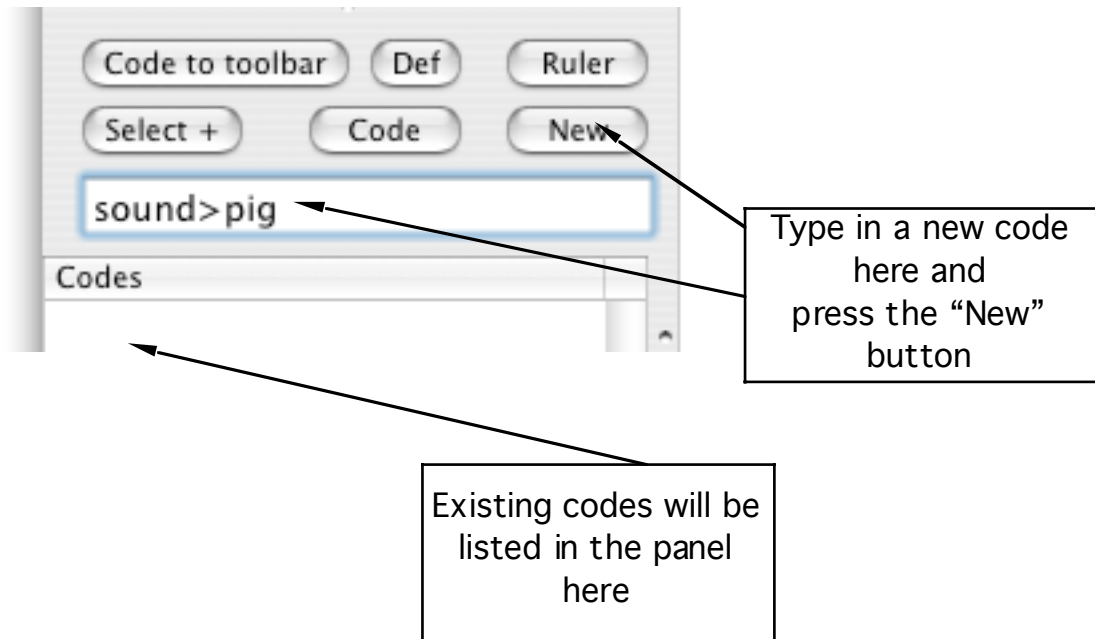 Code to toolbar Def Ruler
Select + Code New
sound>pig
Codes
Type in a new code
here and
press the “New”
button
Existing codes will be
listed in the panel
here